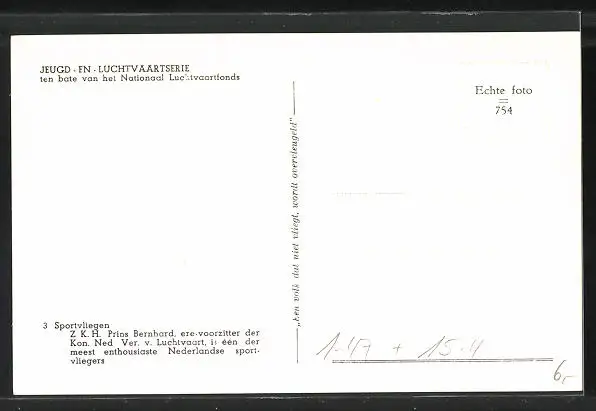 JEUGD - EN - LUCHTVAARTSERIE
ten bate van het Nationaal Luchtvaartfonds
Echte foto
754
„Een volk dat niet vliegt, wordt overvleugeld”
3 Sportvliegen
Z. K. H. Prins Bernhard, ere-voorzitter der
Kon. Ned Ver. v. Luchtvaart, is één der
meest enthousiaste Nederlandse sport-
vliegers
1-47 + 15-4
6,-